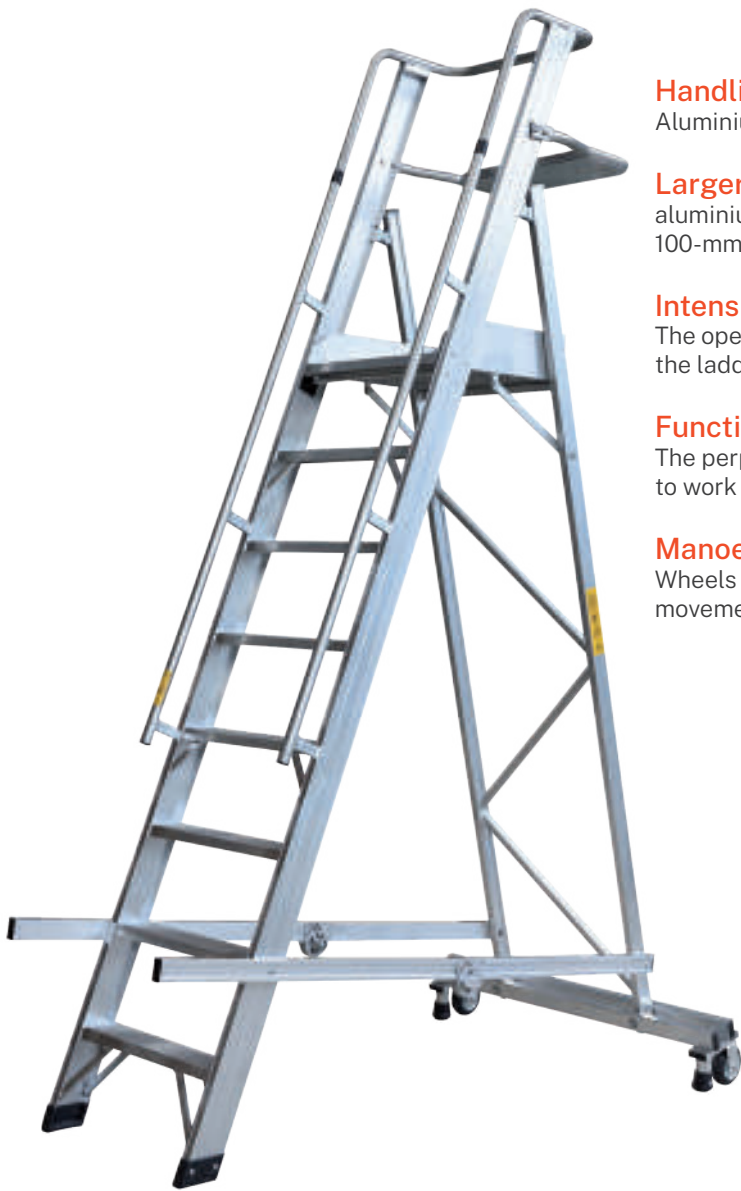 Handli
Aluminiu
Larger
aluminiu
100-mm
Intens
The ope
the ladd
Functi
The perp
to work
Manoe
Wheels
moveme